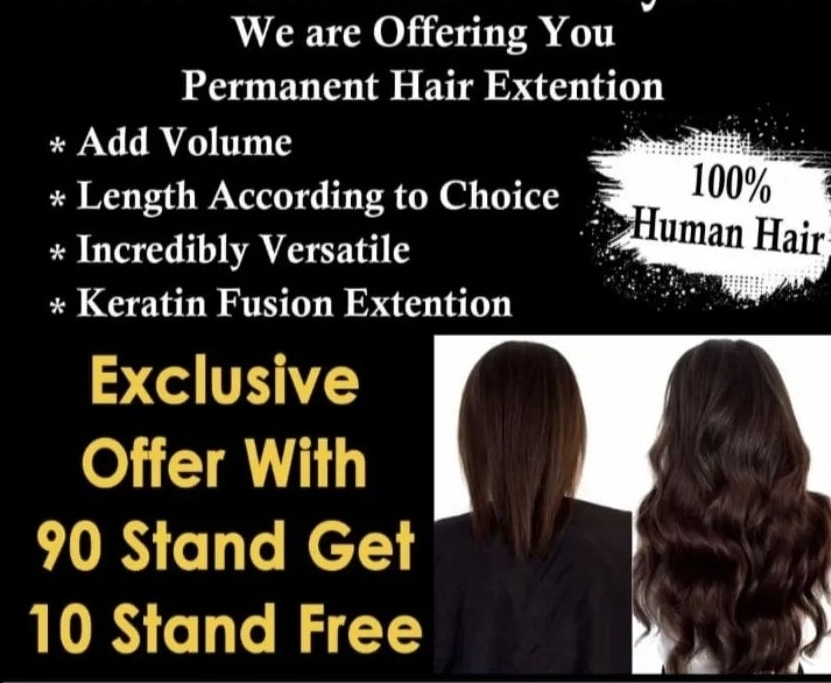 We are Offering You
Permanent Hair Extention
* Add Volume
* Length According to Choice
* Incredibly Versatile
* Keratin Fusion Extention
100%
Human Hair
Exclusive
Offer With
90 Stand Get
10 Stand Free